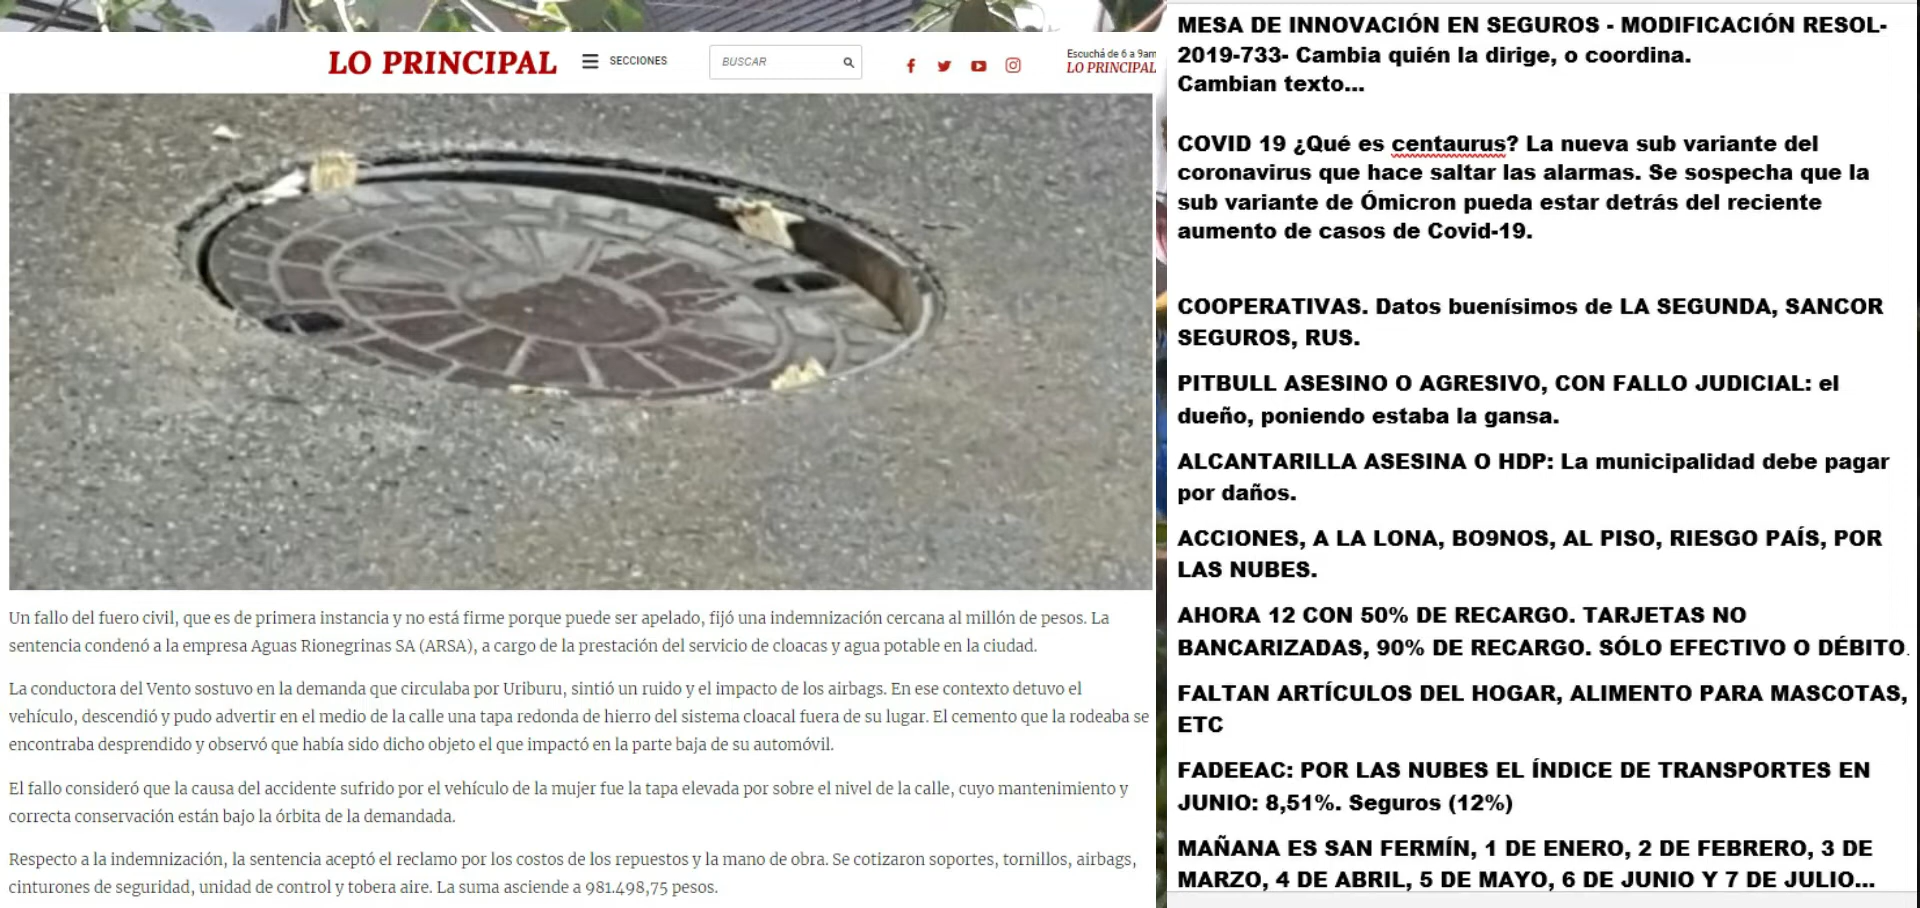 LO PRINCIPAL
SECCIONES
BUSCAR
Escuchá de 6 a 9am
LO PRINCIPAL
Un fallo del fuero civil, que es de primera instancia y no está firme porque puede ser apelado, fijó una indemnización cercana al millón de pesos. La
sentencia condenó a la empresa Aguas Rionegrinas SA (ARSA), a cargo de la prestación del servicio de cloacas y agua potable en la ciudad.
La conductora del Vento sostuvo en la demanda que circulaba por Uriburu, sintió un ruido y el impacto de los airbags. En ese contexto detuvo el
vehículo, descendió y pudo advertir en el medio de la calle una tapa redonda de hierro del sistema cloacal fuera de su lugar. El cemento que la rodeaba se
encontraba desprendido y observó que había sido dicho objeto el que impactó en la parte baja de su automóvil.
El fallo consideró que la causa del accidente sufrido por el vehículo de la mujer fue la tapa elevada por sobre el nivel de la calle, cuyo mantenimiento y
correcta conservación están bajo la órbita de la demandada.
Respecto a la indemnización, la sentencia aceptó el reclamo por los costos de los repuestos y la mano de obra. Se cotizaron soportes, tornillos, airbags,
cinturones de seguridad, unidad de control y tobera aire. La suma asciende a 981.498,75 pesos.
MESA DE INNOVACIÓN EN SEGUROS - MODIFICACIÓN RESOL-
2019-733- Cambia quién la dirige, o coordina.
Cambian texto...
COVID 19 ¿Qué es centaurus? La nueva sub variante del
coronavirus que hace saltar las alarmas. Se sospecha que la
sub variante de Ómicron pueda estar detrás del reciente
aumento de casos de Covid-19.
COOPERATIVAS. Datos buenísimos de LA SEGUNDA, SANCOR
SEGUROS, RUS.
PITBULL ASESINO O AGRESIVO, CON FALLO JUDICIAL: el
dueño, poniendo estaba la gansa.
ALCANTARILLA ASESINA O HDP: La municipalidad debe pagar
por daños.
ACCIONES, A LA LONA, BO9NOS, AL PISO, RIESGO PAÍS, POR
LAS NUBES.
AHORA 12 CON 50% DE RECARGO. TARJETAS NO
BANCARIZADAS, 90% DE RECARGO. SÓLO EFECTIVO O DÉBITO.
FALTAN ARTÍCULOS DEL HOGAR, ALIMENTO PARA MASCOTAS,
ETC
FADEEAC: POR LAS NUBES EL ÍNDICE DE TRANSPORTES EN
JUNIO: 8,51%. Seguros (12%)
MAÑANA ES SAN FERMÍN, 1 DE ENERO, 2 DE FEBRERO, 3 DE
MARZO, 4 DE ABRIL, 5 DE MAYO, 6 DE JUNIO Y 7 DE JULIO...